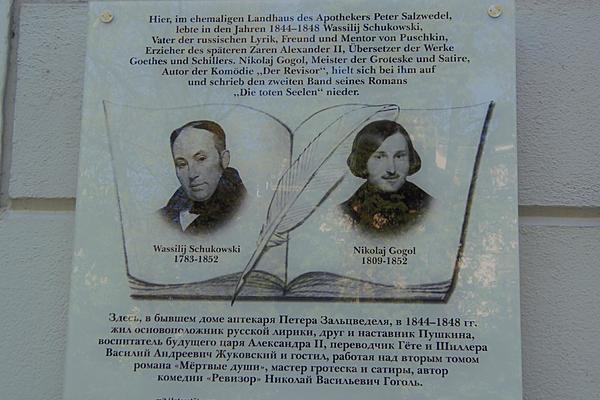 Hier, im ehemaligen Landhaus des Apothekers Peter Salzwedel,
lebte in den Jahren 1844–1848 Wassilij Schukowski,
Vater der russischen Lyrik, Freund und Mentor von Puschkin,
Erzieher des späteren Zaren Alexander II, Übersetzer der Werke
Goethes und Schillers. Nikolaj Gogol, Meister der Groteske und Satire,
Autor der Komödie „Der Revisor", hielt sich bei ihm auf
und schrieb den zweiten Band seines Romans
„Die toten Seelen" nieder.
Wassilij Schukowski
1783-1852
Nikolaj Gogol
1809-1852
Здесь, в бывшем доме аптекаря Петера Зальцведеля, в 1844–1848 гг.
жил основоположник русской лирики, друг и наставник Пушкина,
воспитатель будущего царя Александра II, переводчик Гёте и Шиллера
Василий Андреевич Жуковский и гостил, работая над вторым томом
романа «Мёртвые души», мастер гротеска и сатиры, автор
комедии «Ревизор» Николай Васильевич Гоголь.